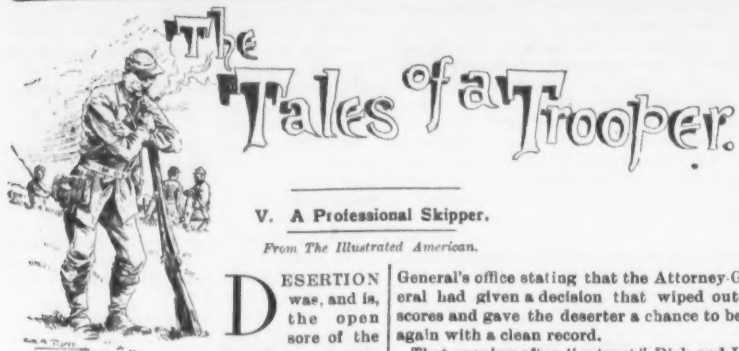 The
Tales of a Trooper.
V. A Professional Skipper.
From The Illustrated American.
DESERTION
was, and is,
the open
sore of the
General's office stating that the Attorney-G
eral had given a decision that wiped out
scores and gave the deserter a chance to be
again with a clean record.